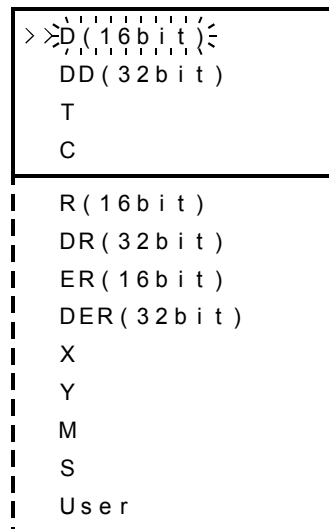 >>D(16bit)
DD(32bit)
T
C
R(16bit)
DR(32bit)
ER(16bit)
DER(32bit)
X
Y
M
S
User